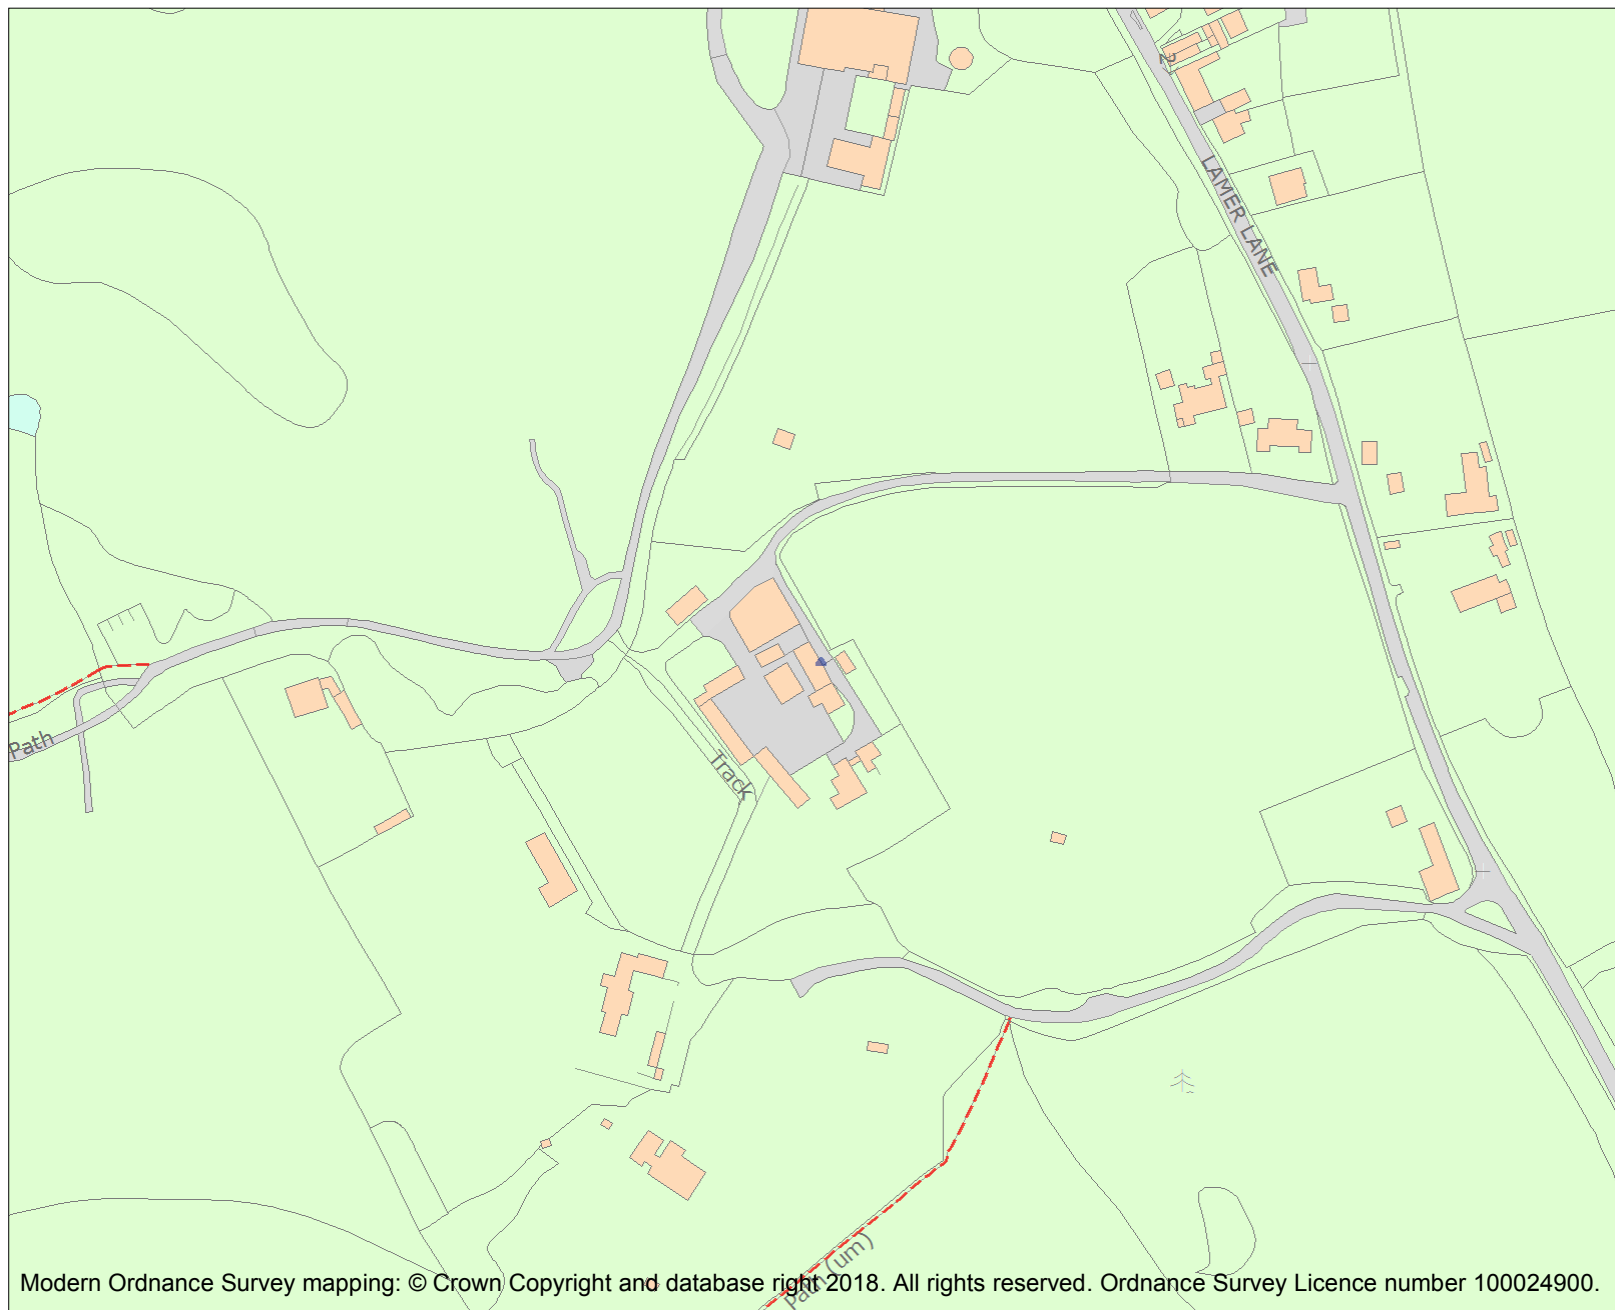 2
LAMER LANE
Path
Track
Path (um)
Modern Ordnance Survey mapping: © Crown Copyright and database right 2018. All rights reserved. Ordnance Survey Licence number 100024900.